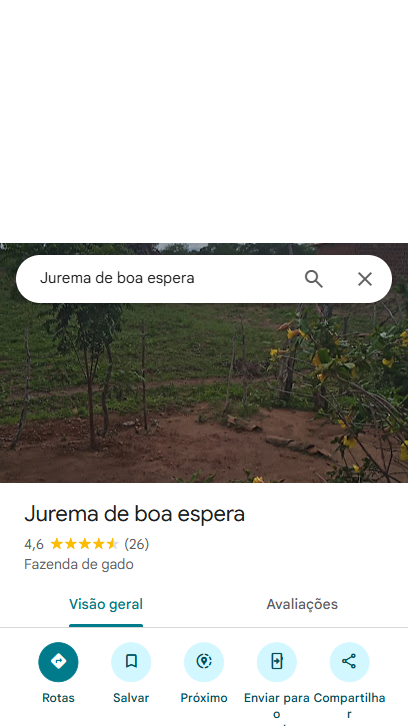 Jurema de boa espera
Jurema de boa espera
4,6 (26)
Fazenda de gado
Visão geral Avaliações
Rotas Salvar Próximo Enviar para o Compartilhar